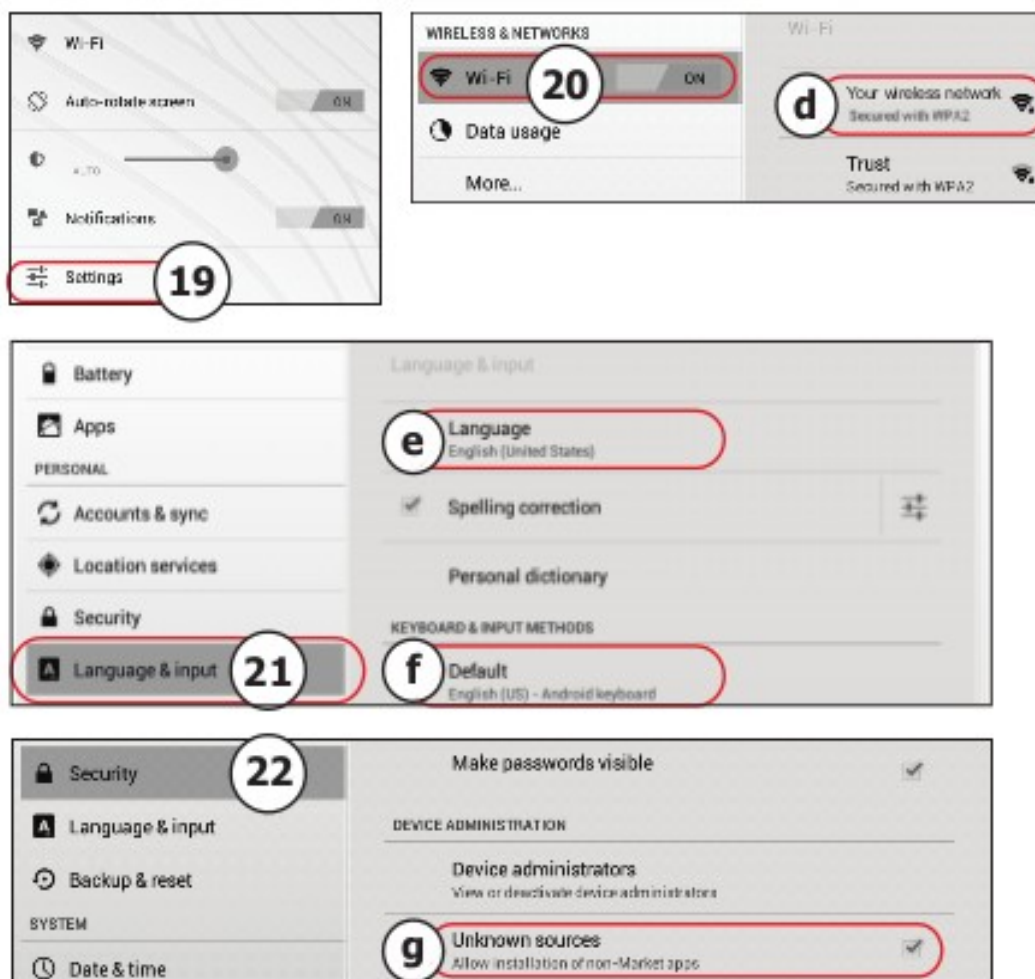 Wi-Fi
Auto-rotate screen ON
AUTO
Notifications ON
Settings 19
WIRELESS & NETWORKS
Wi-Fi 20 ON
Data usage
More...
Wi-Fi
d Your wireless network
Secured with WPA2
Trust
Secured with WPA2
Battery
Apps
PERSONAL
Accounts & sync
Location services
Security
A Language & input 21
Language & input
e Language
English (United States)
Spelling correction
Personal dictionary
KEYBOARD & INPUT METHODS
f Default
English (US) - Android keyboard
Security 22
A Language & input
Backup & reset
SYSTEM
Date & time
Make passwords visible
DEVICE ADMINISTRATION
Device administrators
View or deactivate device administrators
g Unknown sources
Allow installation of non-Market apps